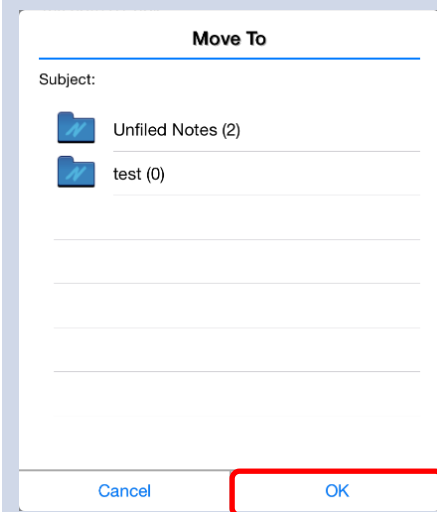 Move To
Subject:
Unfiled Notes (2)
test (0)
Cancel OK